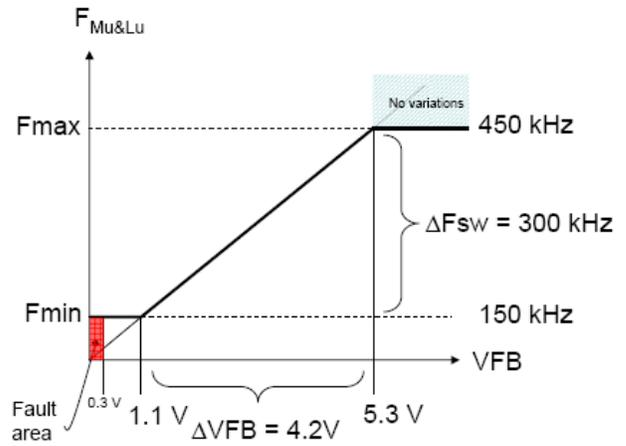 F Mu&Lu
No variations
Fmax
450 kHz
ΔFsw = 300 kHz
Fmin
150 kHz
VFB
0.3 V
1.1 V
5.3 V
Fault
area
ΔVFB = 4.2V